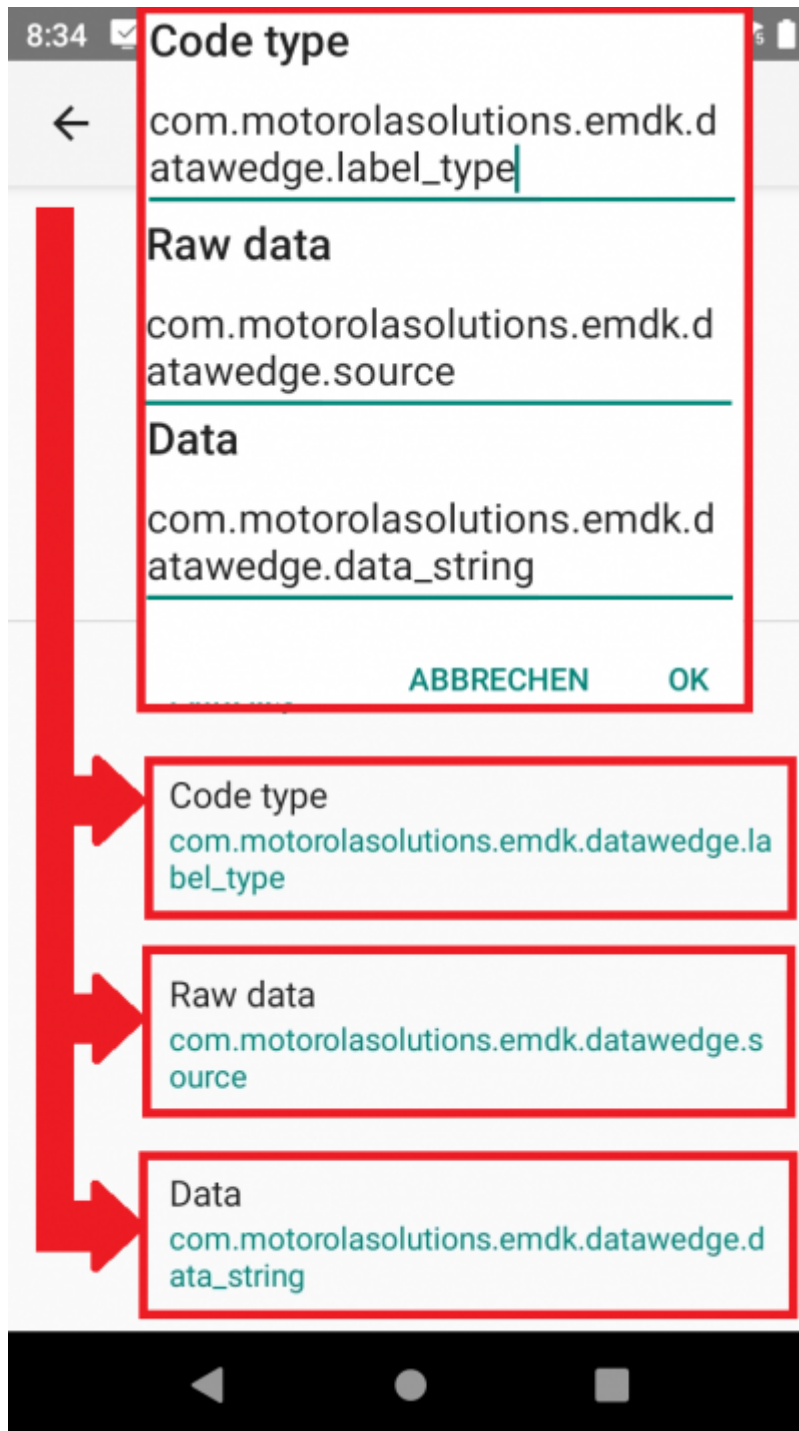 8:34
Code type
com.motorolasolutions.emdk.d
atawedge.label_type
Raw data
com.motorolasolutions.emdk.d
atawedge.source
Data
com.motorolasolutions.emdk.d
atawedge.data_string
ABBRECHEN OK
Code type
com.motorolasolutions.emdk.datawedge.la
bel_type
Raw data
com.motorolasolutions.emdk.datawedge.s
ource
Data
com.motorolasolutions.emdk.datawedge.d
ata_string